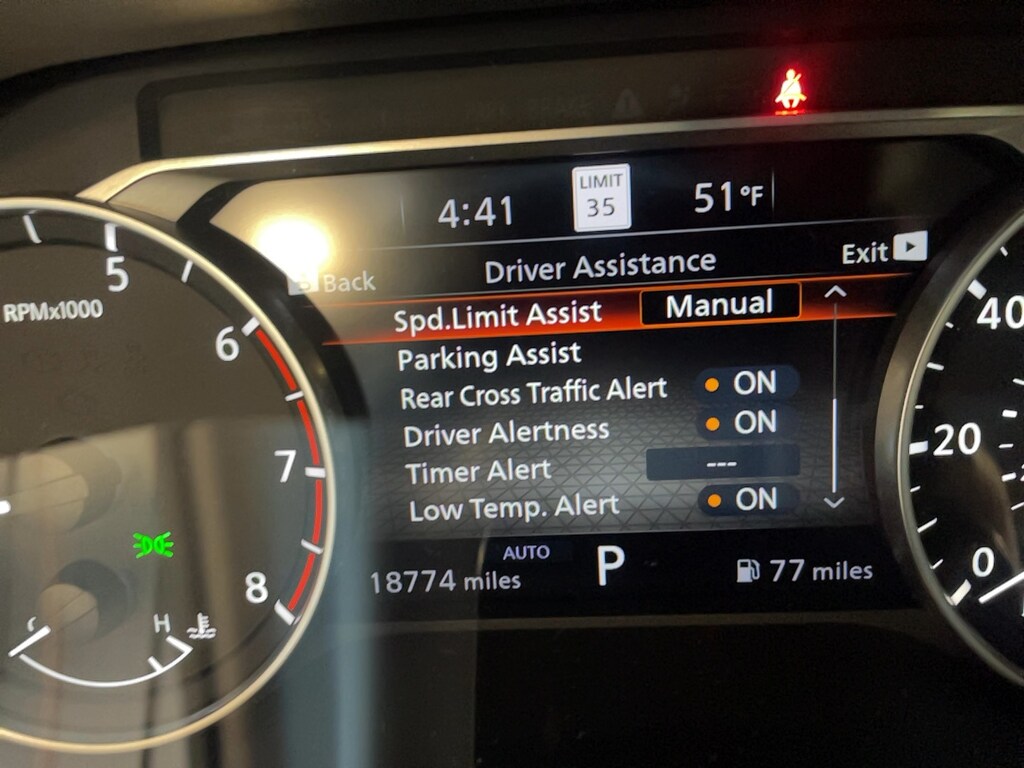 4:41
LIMIT
35
51°F
Back
Driver Assistance
Exit
Spd.Limit Assist Manual
Parking Assist
Rear Cross Traffic Alert ON
Driver Alertness ON
Timer Alert ---
Low Temp. Alert ON
AUTO
18774 miles
P
77 miles
5
RPMx1000
6
7
8
C
H
40
20
0